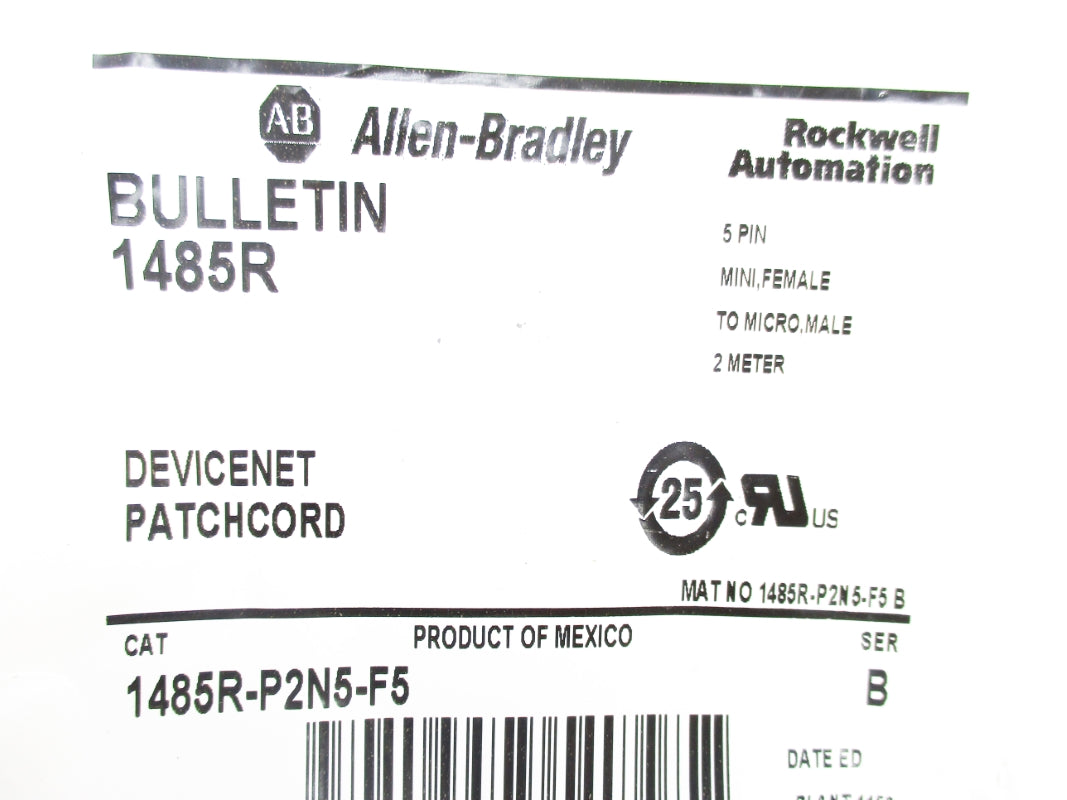 AB Allen-Bradley
Rockwell
Automation
BULLETIN
1485R
5 PIN
MINI,FEMALE
TO MICRO,MALE
2 METER
DEVICENET
PATCHCORD
25
c RU US
MAT NO 1485R-P2N5-F5 B
CAT
PRODUCT OF MEXICO
SER
1485R-P2N5-F5
B
DATE ED